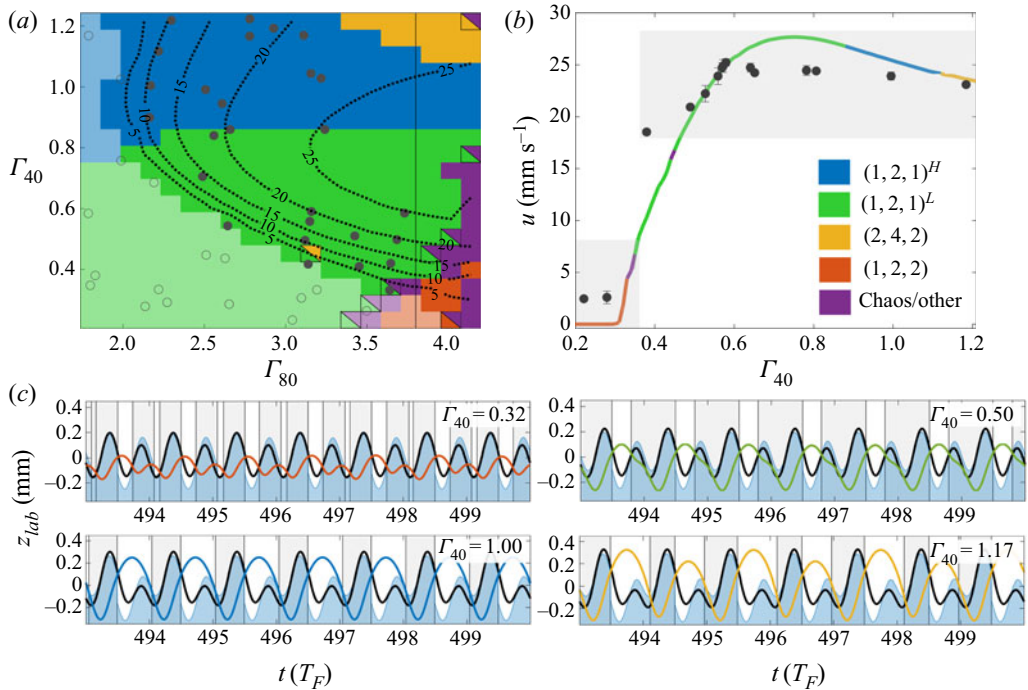 (a)
1.2
1.0
0.8
0.6
0.4
Γ40
5
10
15
20
25
25
20
15
10
5
20
15
10
5
2.0 2.5 3.0 3.5 4.0
Γ80
(b)
30
25
20
15
10
5
0
u (mm s−1)
(1, 2, 1)H
(1, 2, 1)L
(2, 4, 2)
(1, 2, 2)
Chaos/other
0.2 0.4 0.6 0.8 1.0 1.2
Γ40
(c)
zlab (mm)
0.4
0.2
0
−0.2
Γ40 = 0.32
494 495 496 497 498 499
0.4
0.2
0
−0.2
Γ40 = 0.50
494 495 496 497 498 499
0.4
0.2
0
−0.2
Γ40 = 1.00
494 495 496 497 498 499
t (TF)
0.4
0.2
0
−0.2
Γ40 = 1.17
494 495 496 497 498 499
t (TF)